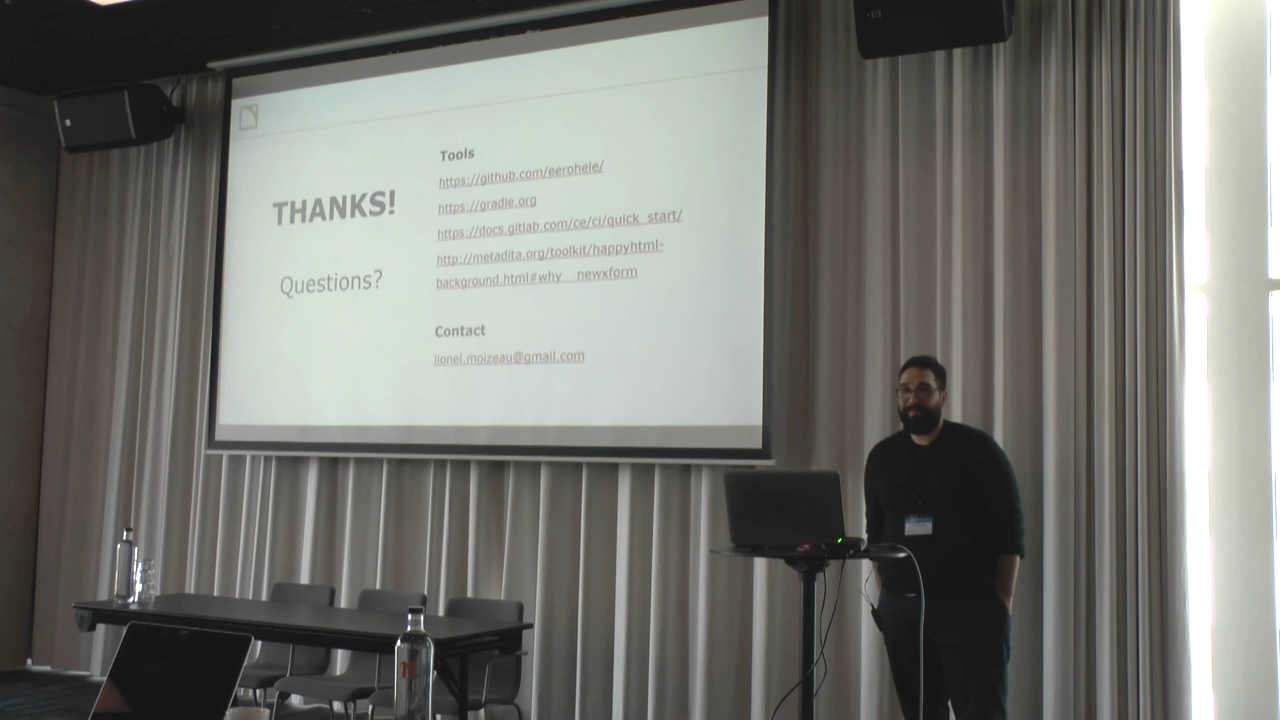 THANKS!
Questions?
Tools
https://github.com/eerohele/
https://gradle.org
https://docs.gitlab.com/ce/ci/quick_start/
http://metadita.org/toolkit/happyhtml-
background.html#why__newxform
Contact
lionel.moizeau@gmail.com